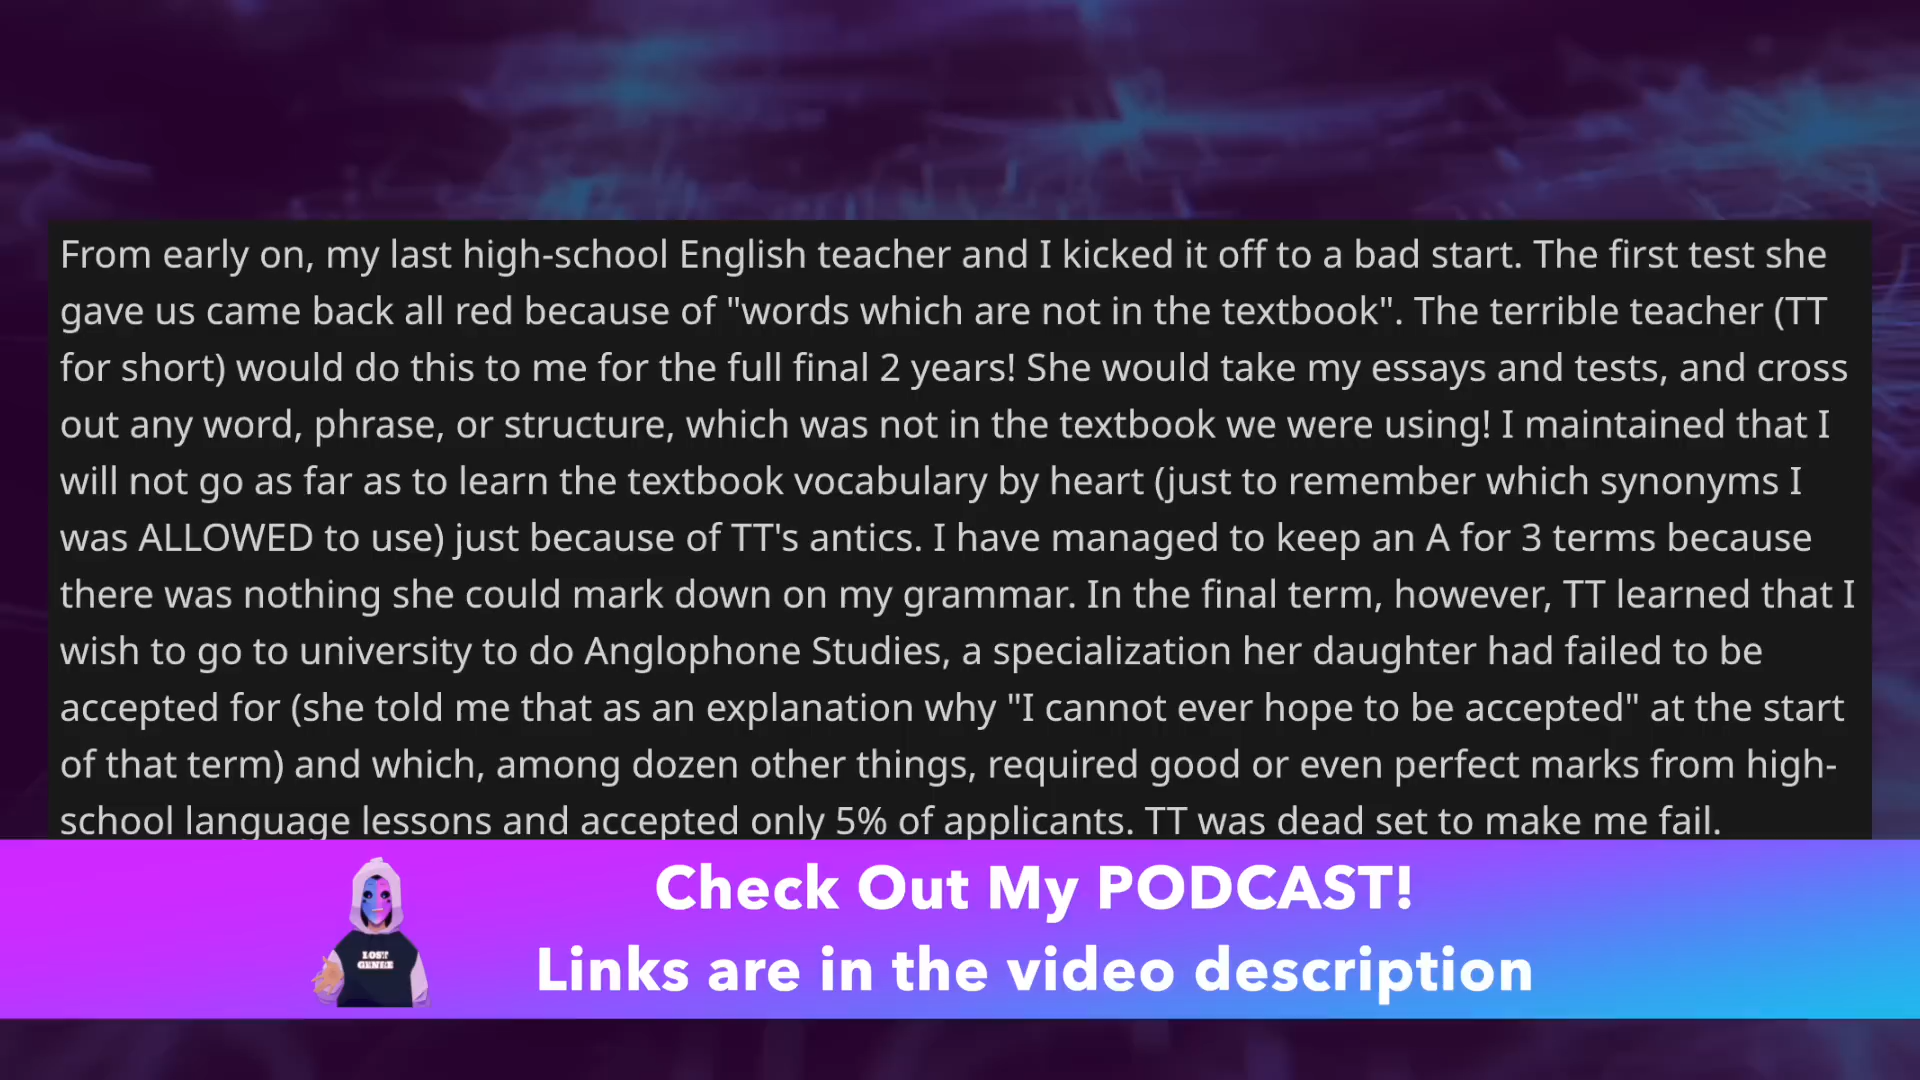 From early on, my last high-school English teacher and I kicked it off to a bad start. The first test she
gave us came back all red because of "words which are not in the textbook". The terrible teacher (TT
for short) would do this to me for the full final 2 years! She would take my essays and tests, and cross
out any word, phrase, or structure, which was not in the textbook we were using! I maintained that I
will not go as far as to learn the textbook vocabulary by heart (just to remember which synonyms I
was ALLOWED to use) just because of TT's antics. I have managed to keep an A for 3 terms because
there was nothing she could mark down on my grammar. In the final term, however, TT learned that I
wish to go to university to do Anglophone Studies, a specialization her daughter had failed to be
accepted for (she told me that as an explanation why "I cannot ever hope to be accepted" at the start
of that term) and which, among dozen other things, required good or even perfect marks from high-
school language lessons and accepted only 5% of applicants. TT was dead set to make me fail.
Check Out My PODCAST!
Links are in the video description
LOST
GENRE